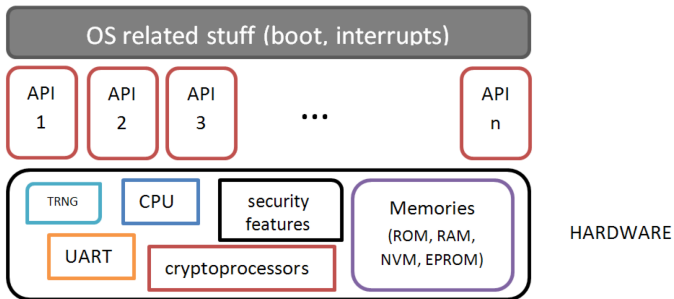 OS related stuff (boot, interrupts)
API
1
API
2
API
3
...
API
n
TRNG
CPU
security
features
Memories
(ROM, RAM,
NVM, EPROM)
UART
cryptoprocessors
HARDWARE